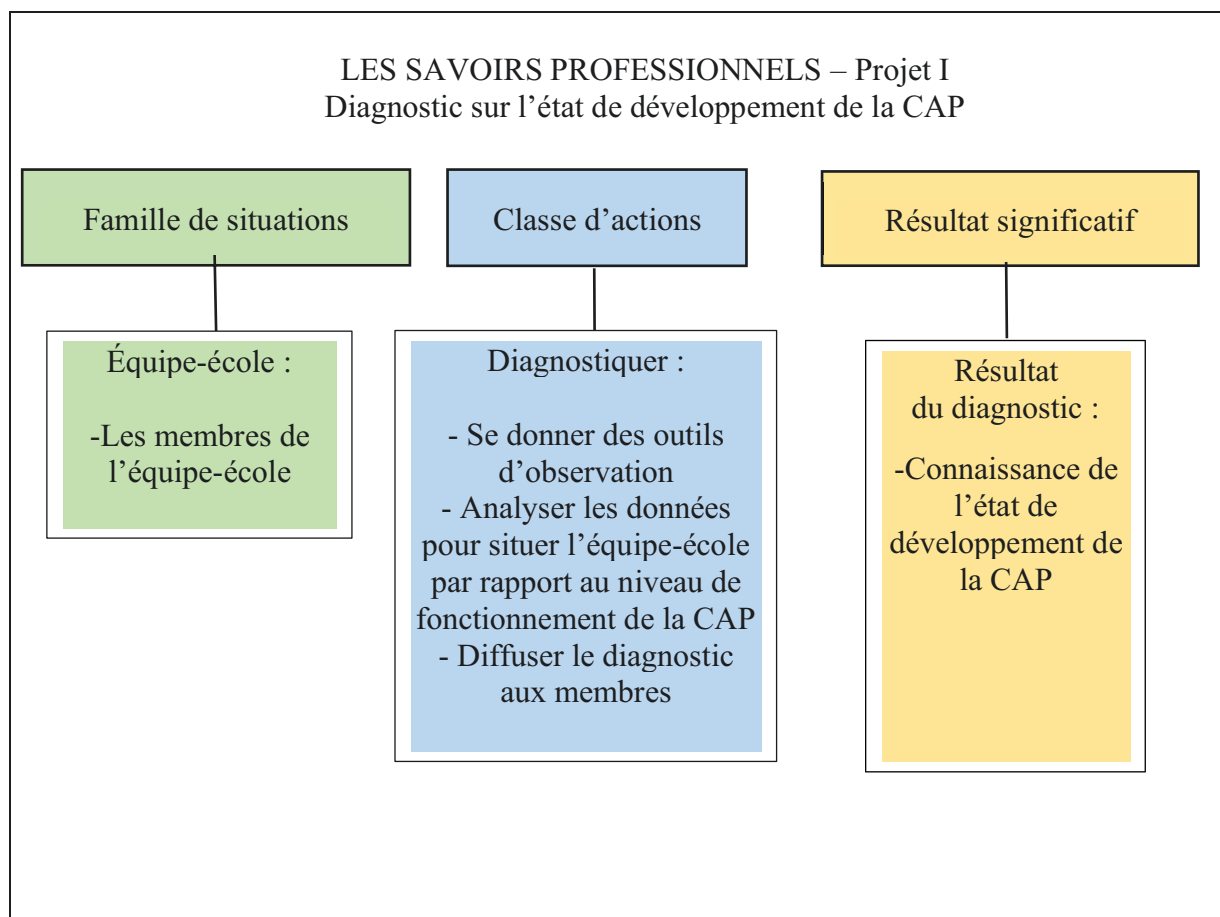 LES SAVOIRS PROFESSIONNELS – Projet I
Diagnostic sur l'état de développement de la CAP
Famille de situations
Classe d'actions
Résultat significatif
Équipe-école :
-Les membres de
l'équipe-école
Diagnostiquer :
- Se donner des outils
d'observation
- Analyser les données
pour situer l'équipe-école
par rapport au niveau de
fonctionnement de la CAP
- Diffuser le diagnostic
aux membres
Résultat
du diagnostic :
-Connaissance de
l'état de
développement de
la CAP